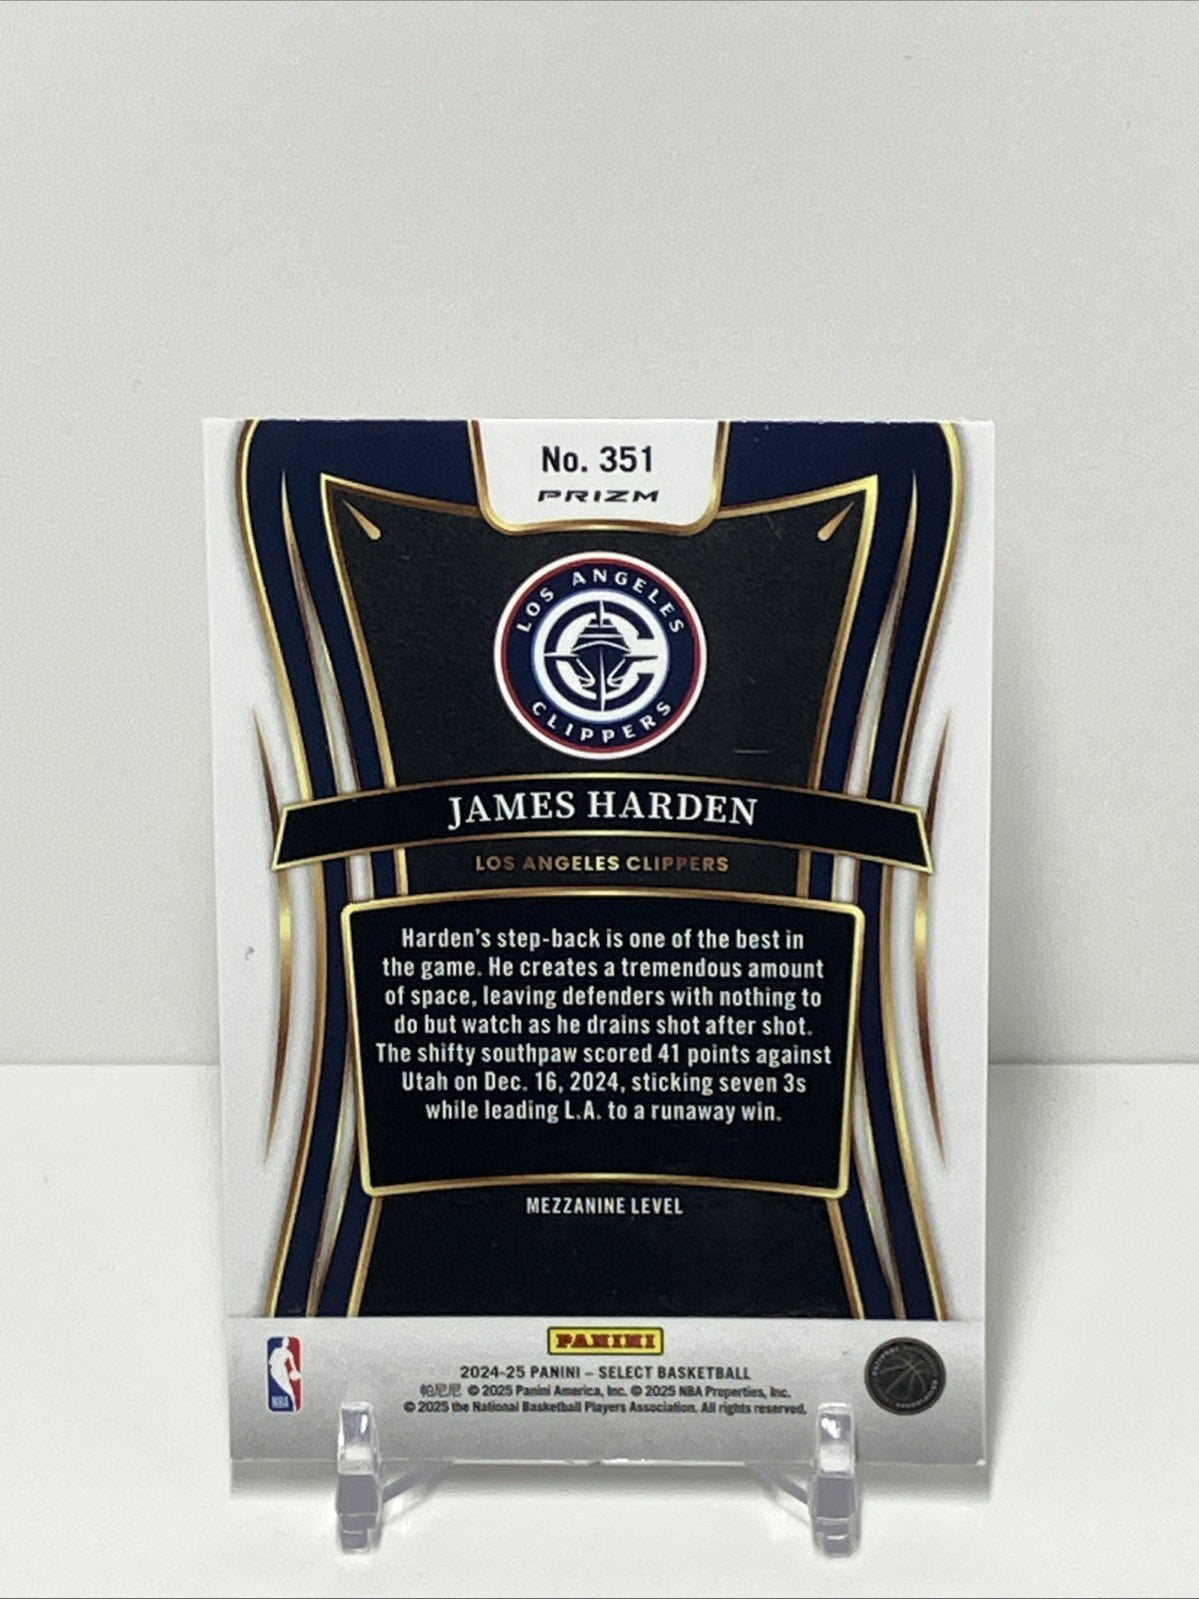 No. 351
PRIZM
LOS ANGELES
CLIPPERS
JAMES HARDEN
LOS ANGELES CLIPPERS
Harden's step-back is one of the best in
the game. He creates a tremendous amount
of space, leaving defenders with nothing to
do but watch as he drains shot after shot.
The shifty southpaw scored 41 points against
Utah on Dec. 16, 2024, sticking seven 3s
while leading L.A. to a runaway win.
MEZZANINE LEVEL
PANINI
2024-25 PANINI – SELECT BASKETBALL
帕尼尼 © 2025 Panini America, Inc. © 2025 NBA Properties, Inc.
© 2025 the National Basketball Players Association. All rights reserved.
NBA